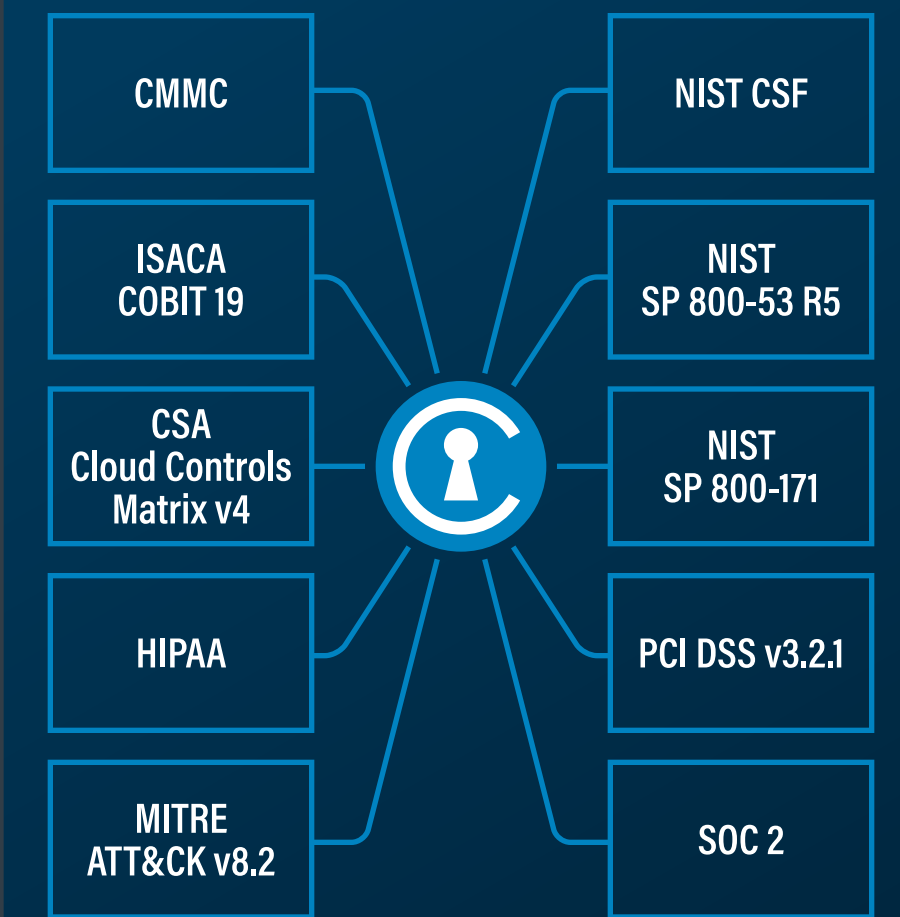 CMMC
ISACA
COBIT 19
CSA
Cloud Controls
Matrix v4
HIPAA
MITRE
ATT&CK v8.2
NIST CSF
NIST
SP 800-53 R5
NIST
SP 800-171
PCI DSS v3.2.1
SOC 2